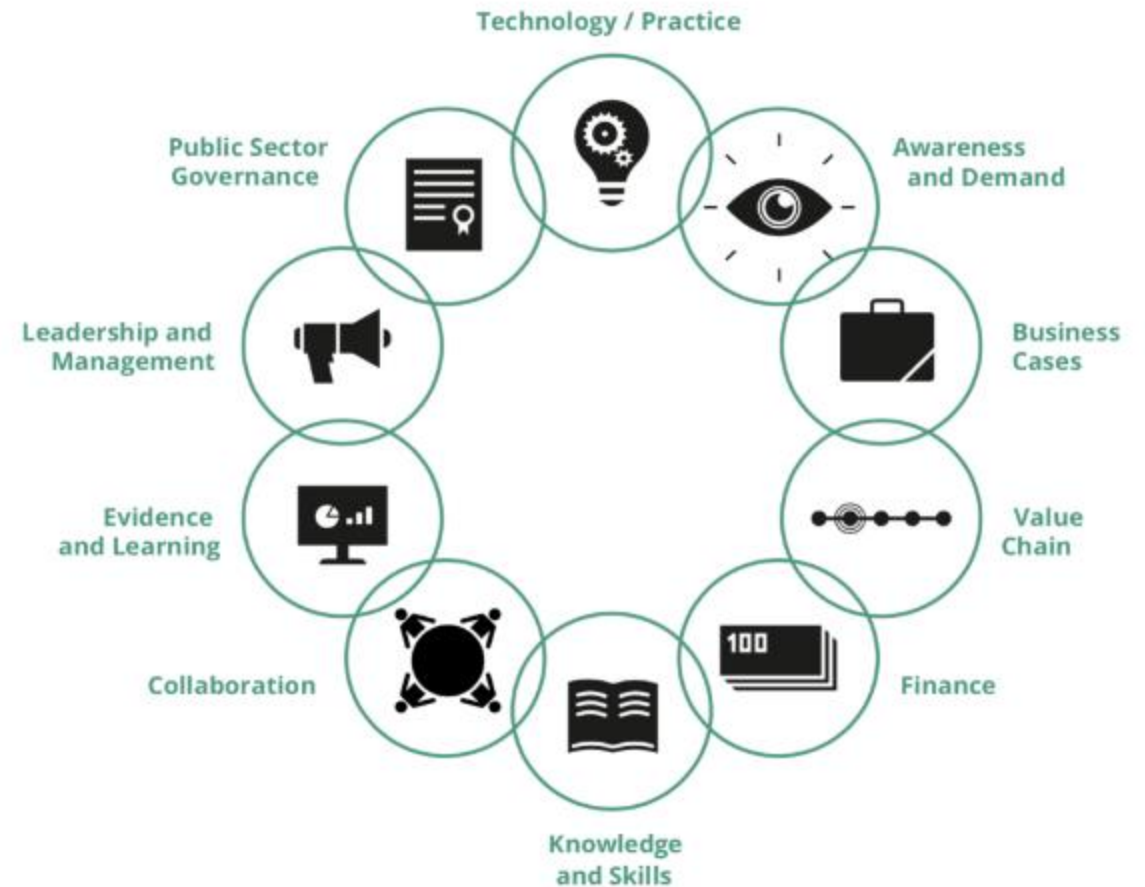 Technology / Practice
Public Sector
Governance
Awareness
and Demand
Leadership and
Management
Business
Cases
Evidence
and Learning
Value
Chain
100
Collaboration
Finance
Knowledge
and Skills